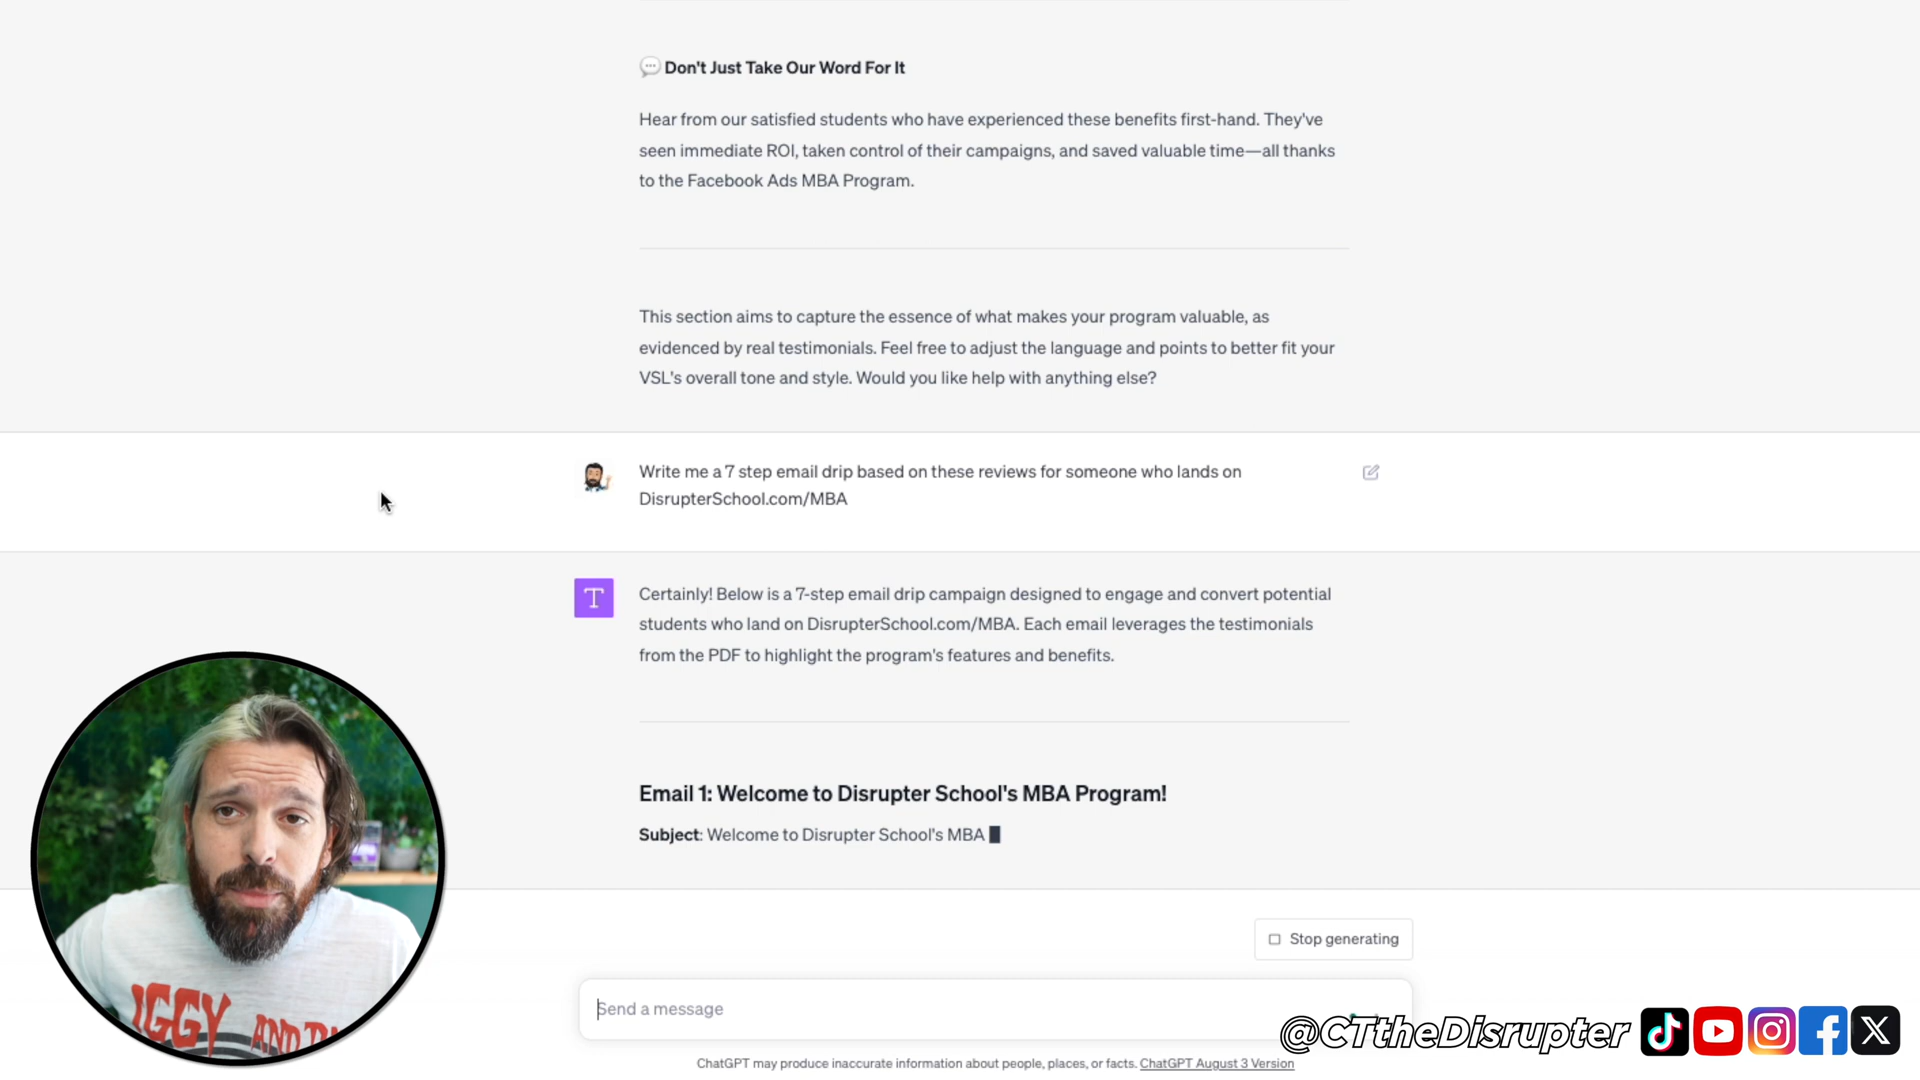 Don't Just Take Our Word For It
Hear from our satisfied students who have experienced these benefits first-hand. They've
seen immediate ROI, taken control of their campaigns, and saved valuable time—all thanks
to the Facebook Ads MBA Program.
This section aims to capture the essence of what makes your program valuable, as
evidenced by real testimonials. Feel free to adjust the language and points to better fit your
VSL's overall tone and style. Would you like help with anything else?
Write me a 7 step email drip based on these reviews for someone who lands on
DisrupterSchool.com/MBA
T
Certainly! Below is a 7-step email drip campaign designed to engage and convert potential
students who land on DisrupterSchool.com/MBA. Each email leverages the testimonials
from the PDF to highlight the program's features and benefits.
Email 1: Welcome to Disrupter School's MBA Program!
Subject: Welcome to Disrupter School's MBA
Stop generating
Send a message
IGGY AND
@CTtheDisrupter
ChatGPT may produce inaccurate information about people, places, or facts. ChatGPT August 3 Version